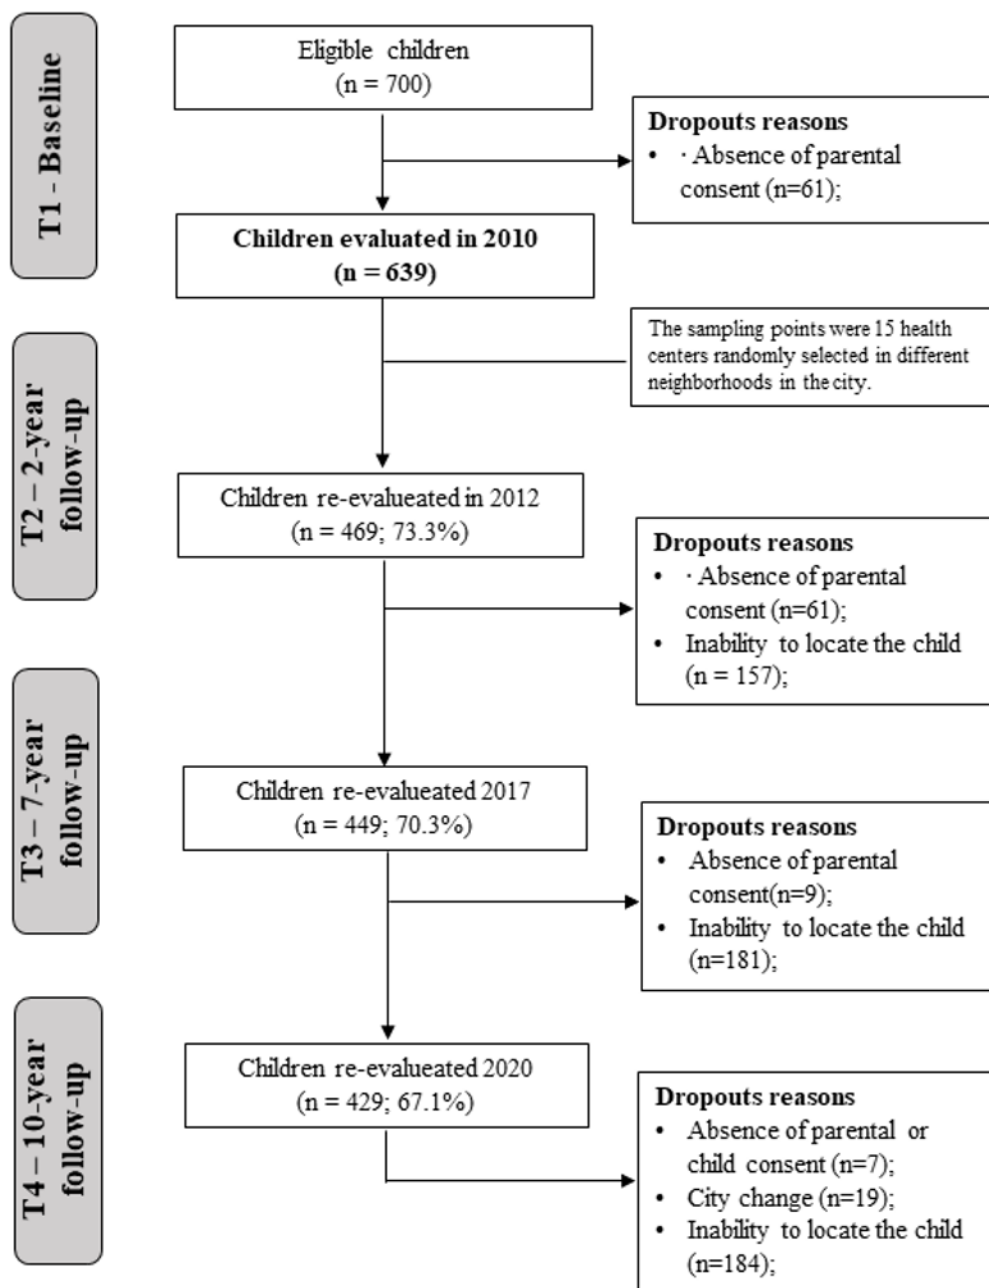 T1 - Baseline
Eligible children
(n = 700)
Dropouts reasons
• · Absence of parental
consent (n=61);
Children evaluated in 2010
(n = 639)
The sampling points were 15 health
centers randomly selected in different
neighborhoods in the city.
T2 – 2-year
follow-up
Children re-evalueated in 2012
(n = 469; 73.3%)
Dropouts reasons
• · Absence of parental
consent (n=61);
• Inability to locate the child
(n = 157);
T3 – 7-year
follow-up
Children re-evalueated 2017
(n = 449; 70.3%)
Dropouts reasons
• Absence of parental
consent(n=9);
• Inability to locate the child
(n=181);
T4 – 10-year
follow-up
Children re-evalueated 2020
(n = 429; 67.1%)
Dropouts reasons
• Absence of parental or
child consent (n=7);
• City change (n=19);
• Inability to locate the child
(n=184);